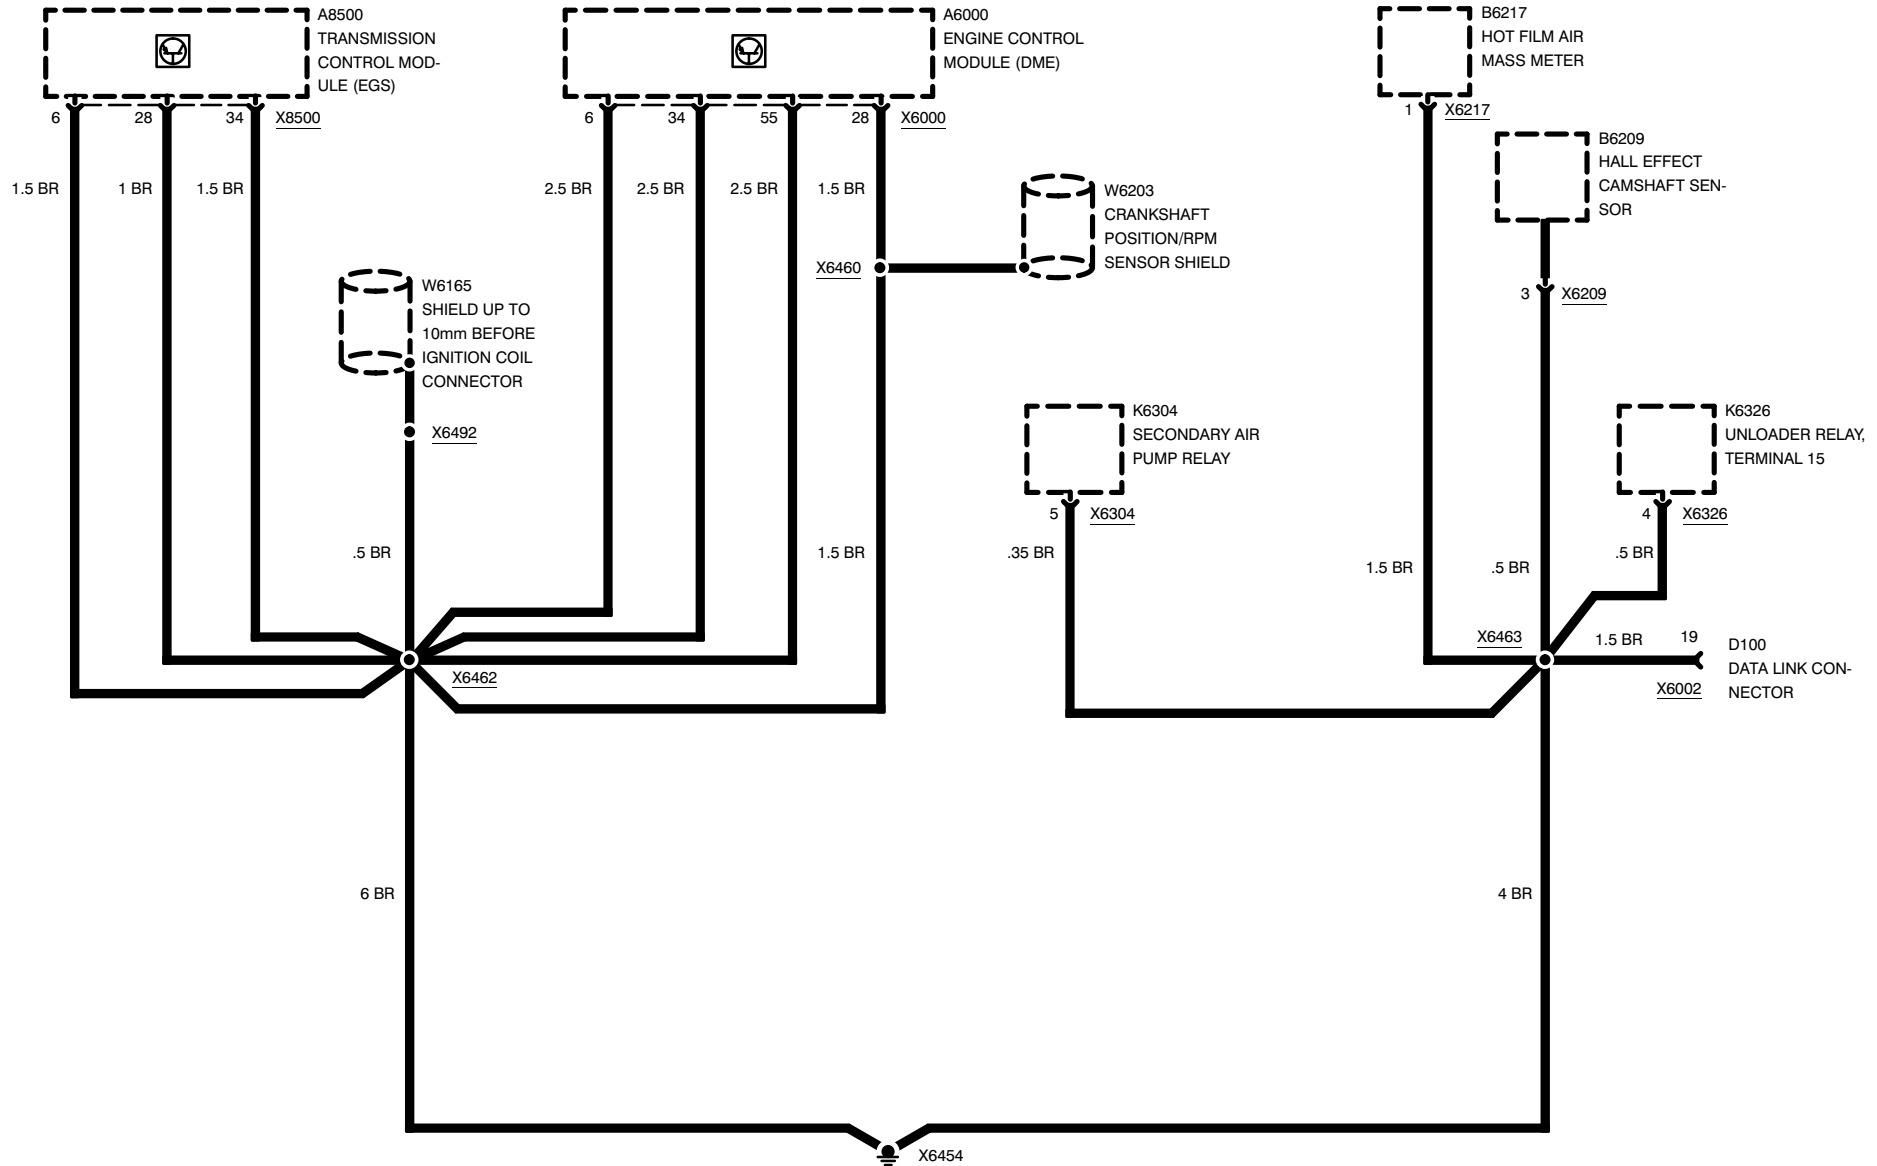 A8500
TRANSMISSION
CONTROL MOD-
ULE (EGS)
6
28
34
X8500
1.5 BR
1 BR
1.5 BR
A6000
ENGINE CONTROL
MODULE (DME)
6
34
55
28
X6000
2.5 BR
2.5 BR
2.5 BR
1.5 BR
B6217
HOT FILM AIR
MASS METER
1
X6217
B6209
HALL EFFECT
CAMSHAFT SEN-
SOR
3
X6209
W6203
CRANKSHAFT
POSITION/RPM
SENSOR SHIELD
X6460
W6165
SHIELD UP TO
10mm BEFORE
IGNITION COIL
CONNECTOR
X6492
K6304
SECONDARY AIR
PUMP RELAY
5
X6304
K6326
UNLOADER RELAY,
TERMINAL 15
4
X6326
.5 BR
1.5 BR
.35 BR
1.5 BR
.5 BR
.5 BR
X6462
X6463
1.5 BR
19
D100
DATA LINK CON-
NECTOR
X6002
6 BR
4 BR
X6454